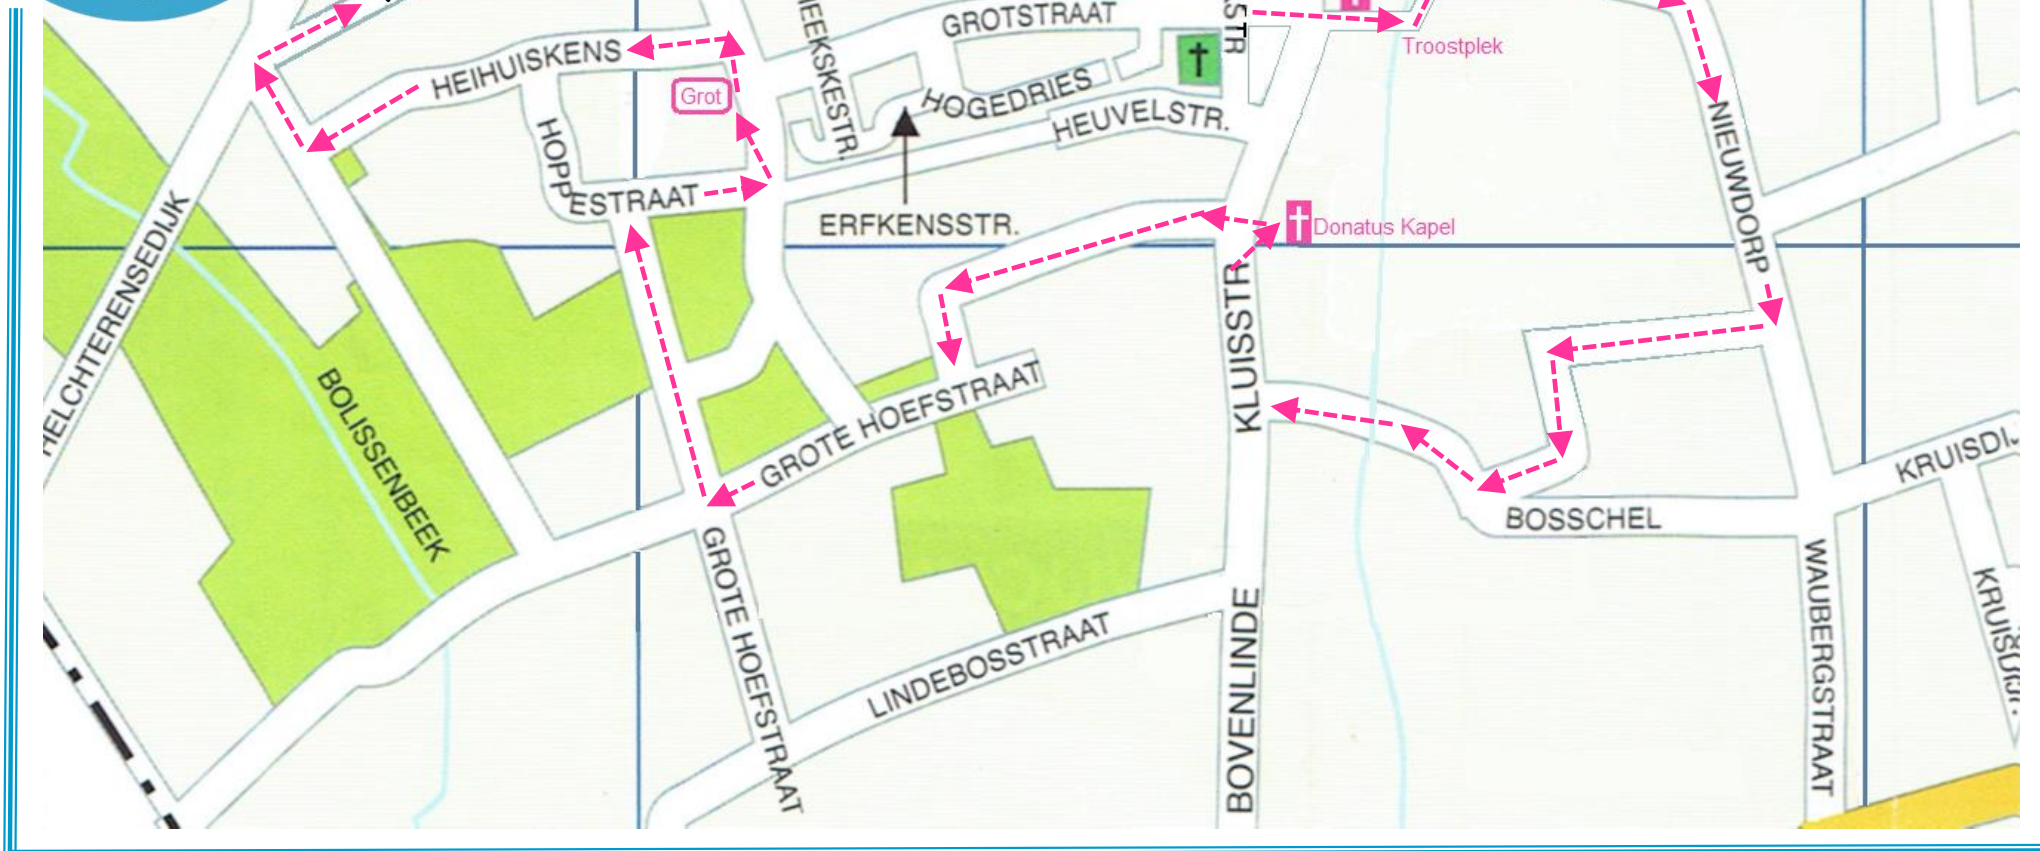 GROTSTRAAT
Troostplek
HEIHUISKENS
Grot
HOGEDRIES
HEUVELSTR.
NIEUWDORP
HOPPESTRAAT
ERFKENSSTR.
Donatus Kapel
HELCHTERENSEDIJK
BOLISSENBEEK
KLUISSTR
GROTE HOEFSTRAAT
BOSSCHEL
GROTE HOEFSTRAAT
LINDEBOSSTRAAT
BOVENLINDE
WAUBERGSTRAAT